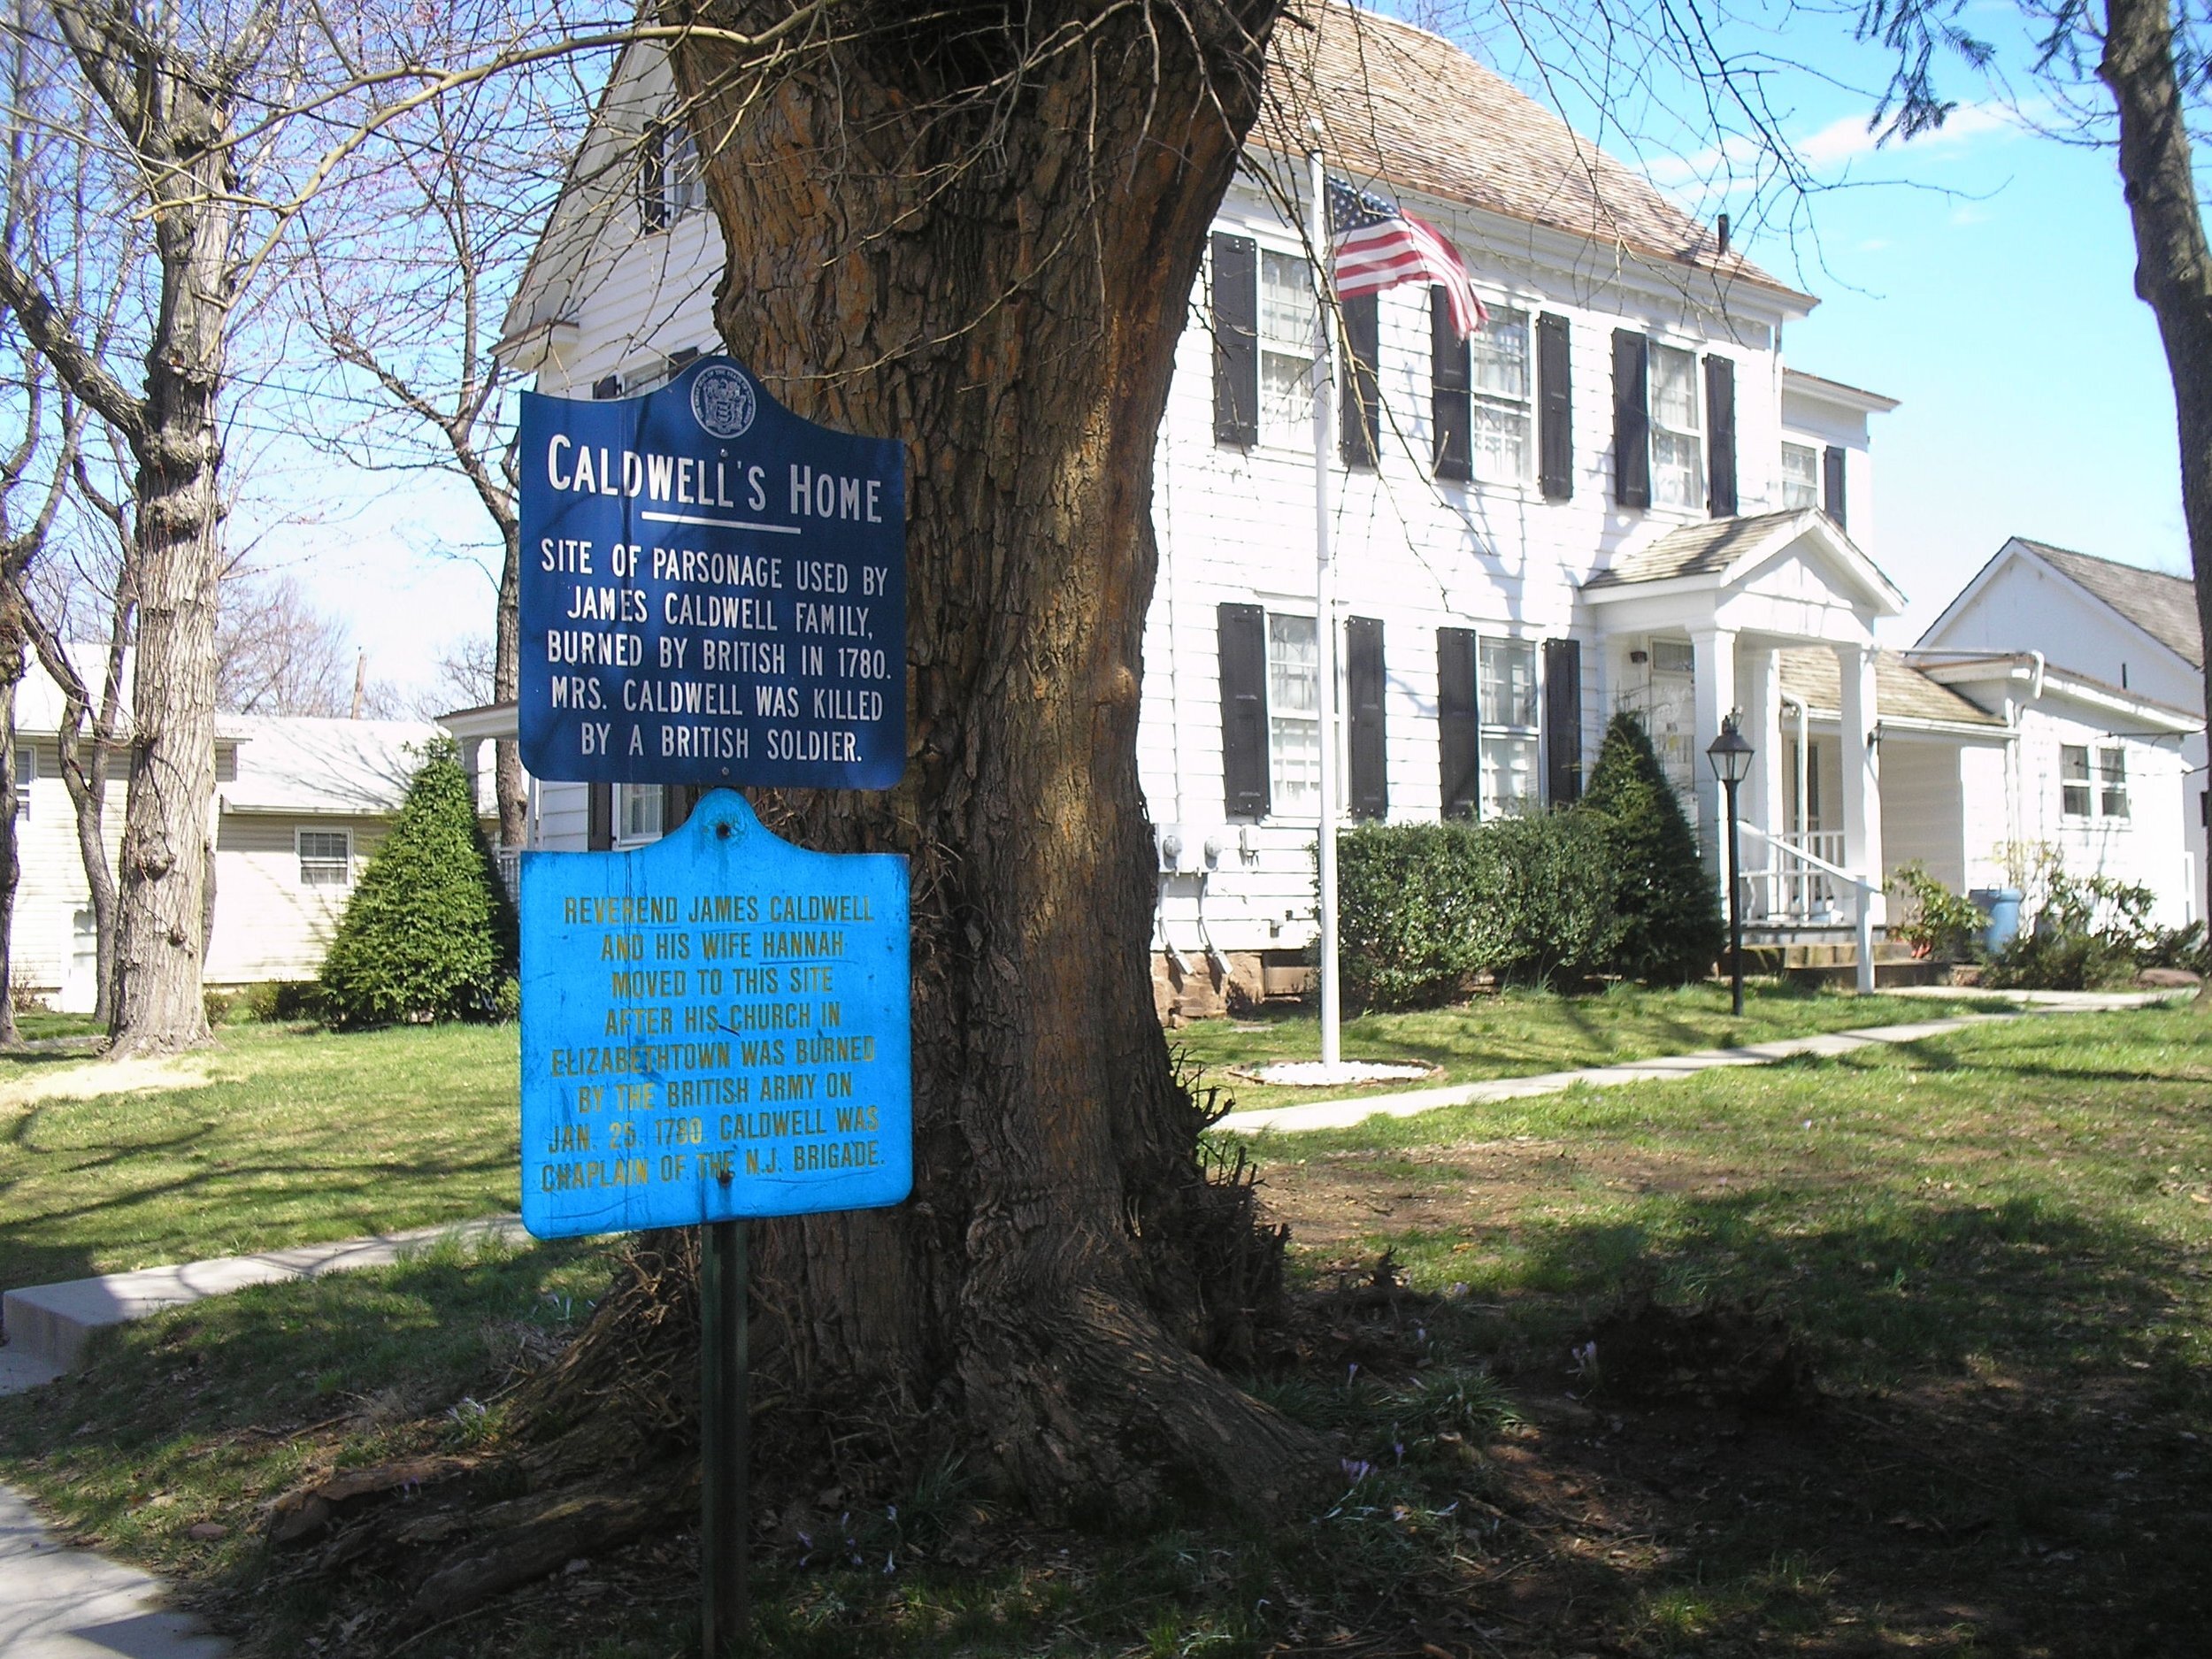 CALDWELL'S HOME
SITE OF PARSONAGE USED BY
JAMES CALDWELL FAMILY,
BURNED BY BRITISH IN 1780.
MRS. CALDWELL WAS KILLED
BY A BRITISH SOLDIER.
REVEREND JAMES CALDWELL
AND HIS WIFE HANNAH
MOVED TO THIS SITE
AFTER HIS CHURCH IN
ELIZABETHTOWN WAS BURNED
BY THE BRITISH ARMY ON
JAN. 25, 1780. CALDWELL WAS
CHAPLAIN OF THE N.J. BRIGADE.